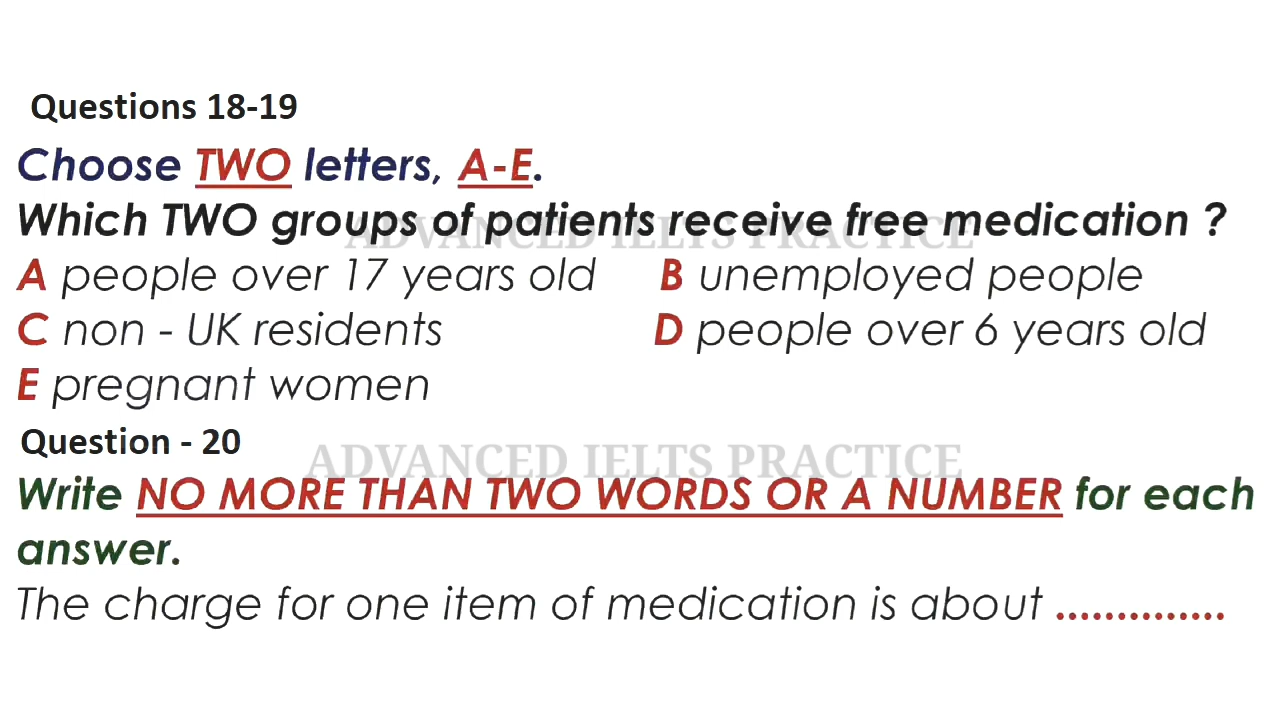 Questions 18-19
Choose TWO letters, A-E.
ADVANCED IELTS PRACTICE
Which TWO groups of patients receive free medication ?
A people over 17 years old B unemployed people
C non - UK residents D people over 6 years old
E pregnant women
Question - 20
ADVANCED IELTS PRACTICE
Write NO MORE THAN TWO WORDS OR A NUMBER for each
answer.
The charge for one item of medication is about ..............